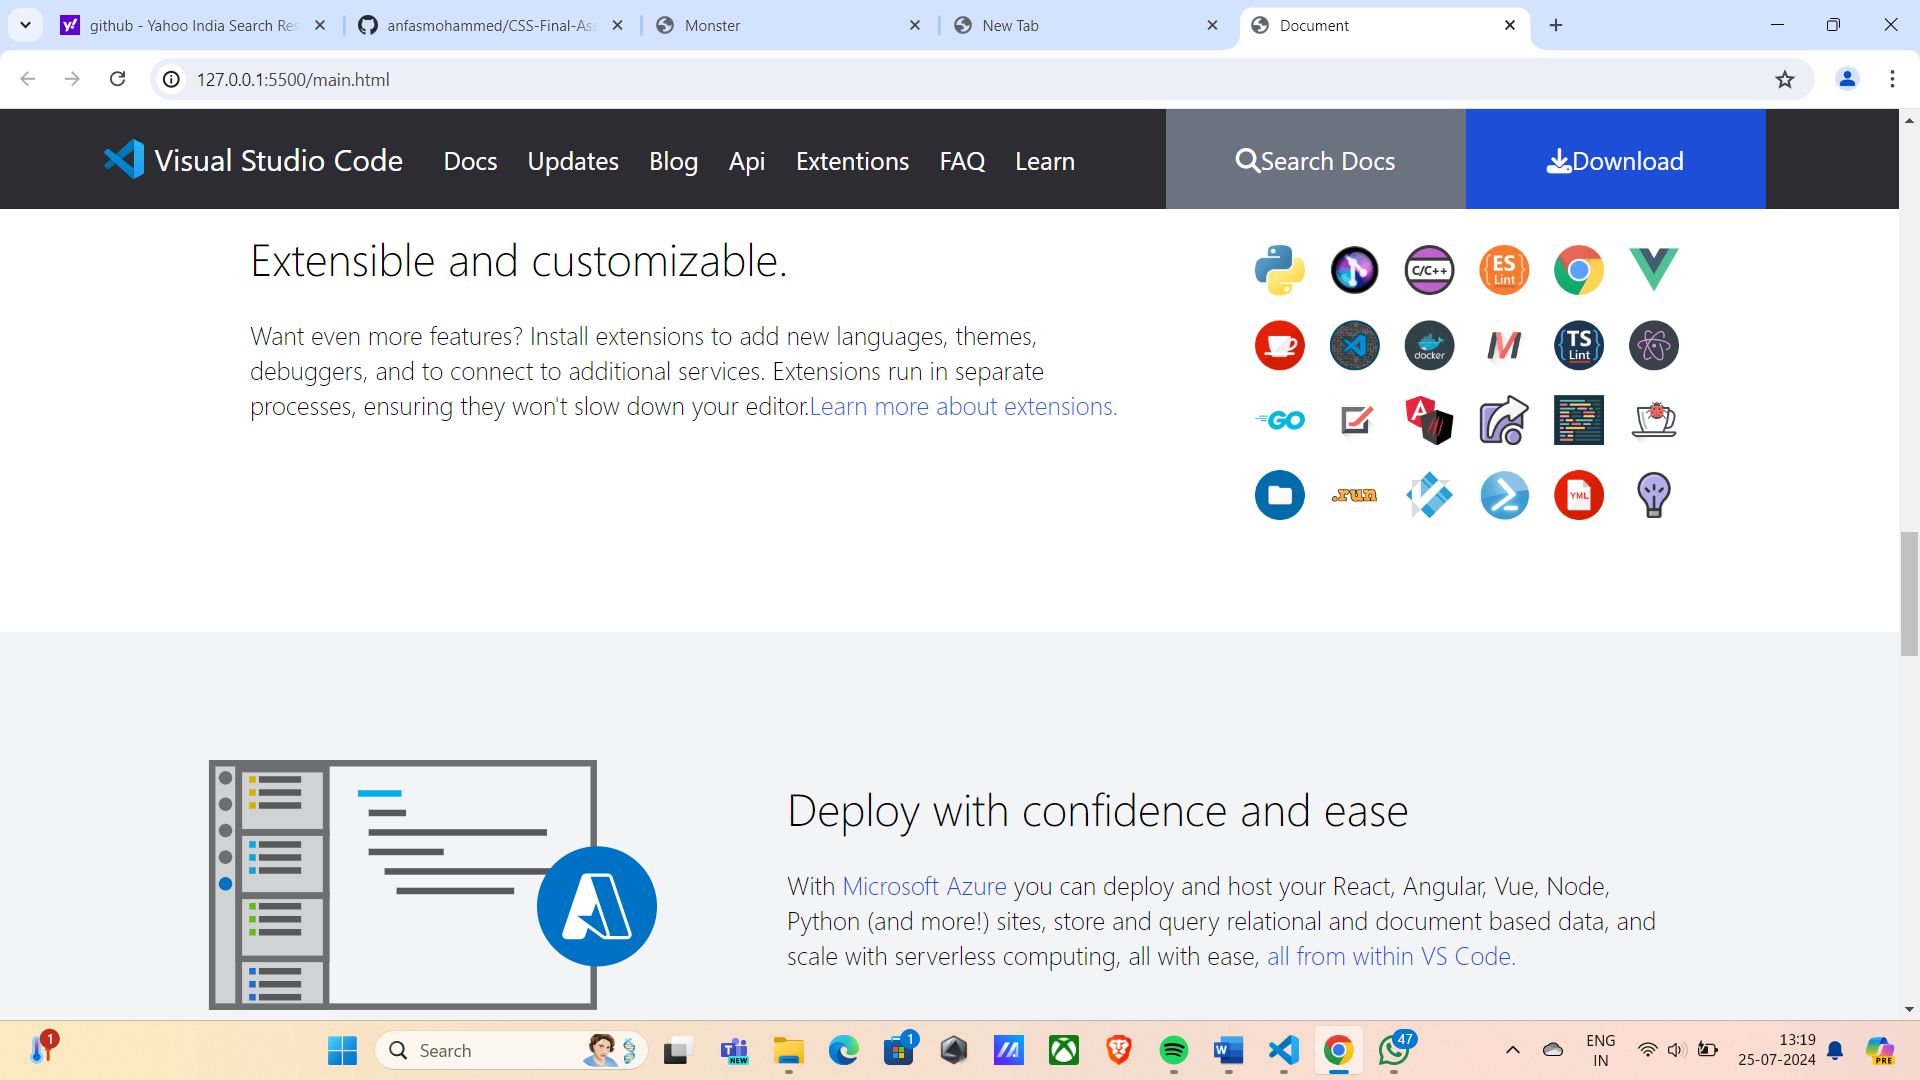 github - Yahoo India Search Res
anfasmohammed/CSS-Final-Ass
Monster
New Tab
Document
127.0.0.1:5500/main.html
Visual Studio Code
Docs
Updates
Blog
Api
Extentions
FAQ
Learn
Search Docs
Download
Extensible and customizable.
Want even more features? Install extensions to add new languages, themes,
debuggers, and to connect to additional services. Extensions run in separate
processes, ensuring they won't slow down your editor.Learn more about extensions.
C/C++
ES
Lint
docker
TS
Lint
GO
.run
YML
Deploy with confidence and ease
With Microsoft Azure you can deploy and host your React, Angular, Vue, Node,
Python (and more!) sites, store and query relational and document based data, and
scale with serverless computing, all with ease, all from within VS Code.
1
Search
NEW
1
47
ENG
IN
13:19
25-07-2024
PRE